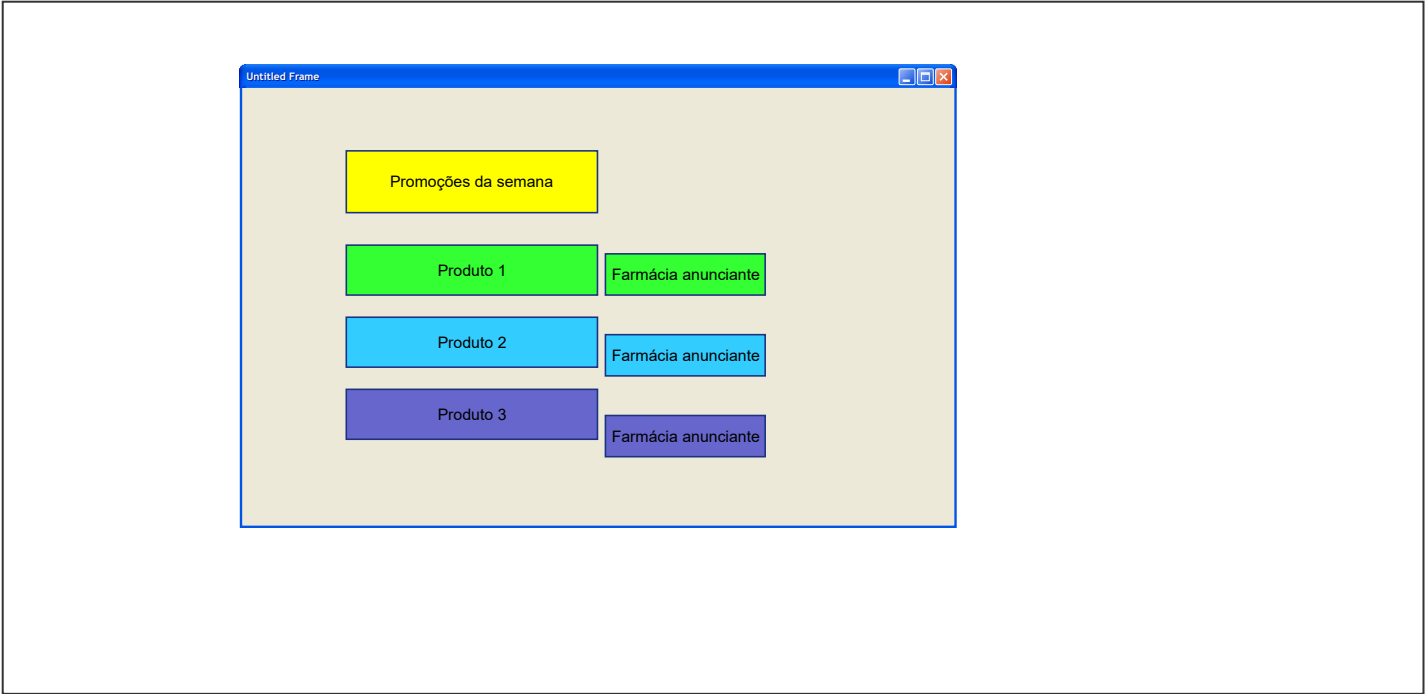 Untitled Frame
Promoções da semana
Produto 1
Farmácia anunciante
Produto 2
Farmácia anunciante
Produto 3
Farmácia anunciante